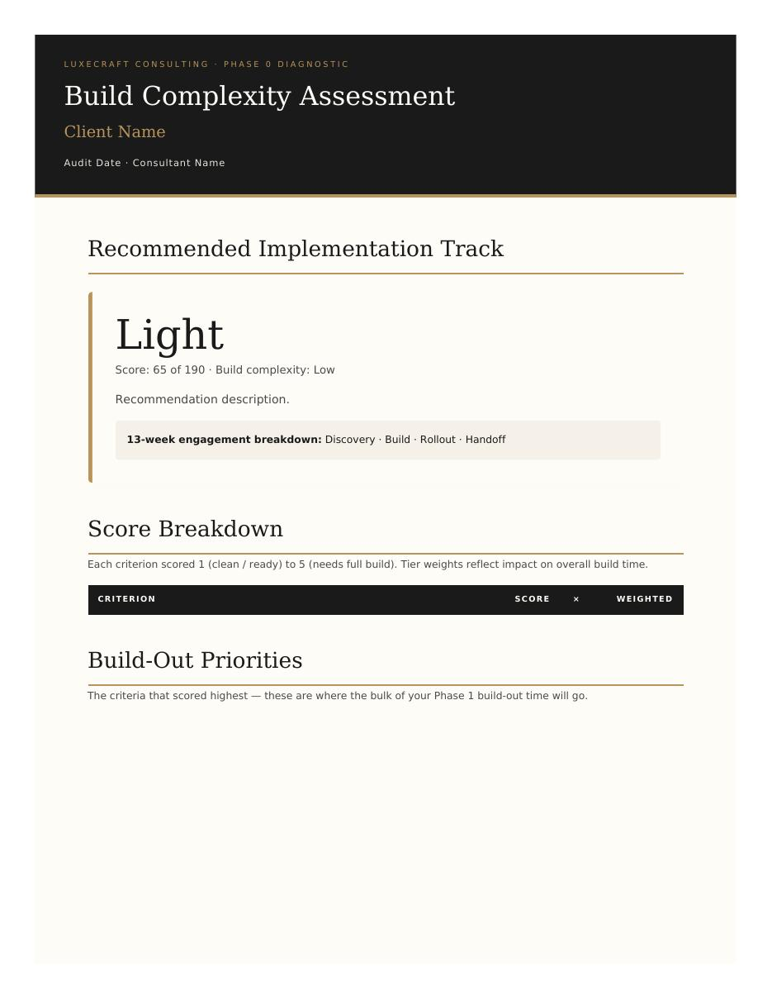 LUXECRAFT CONSULTING · PHASE 0 DIAGNOSTIC
Build Complexity Assessment
Client Name
Audit Date · Consultant Name
Recommended Implementation Track
Light
Score: 65 of 190 · Build complexity: Low
Recommendation description.
13-week engagement breakdown: Discovery · Build · Rollout · Handoff
Score Breakdown
Each criterion scored 1 (clean / ready) to 5 (needs full build). Tier weights reflect impact on overall build time.
CRITERION SCORE × WEIGHTED
Build-Out Priorities
The criteria that scored highest — these are where the bulk of your Phase 1 build-out time will go.